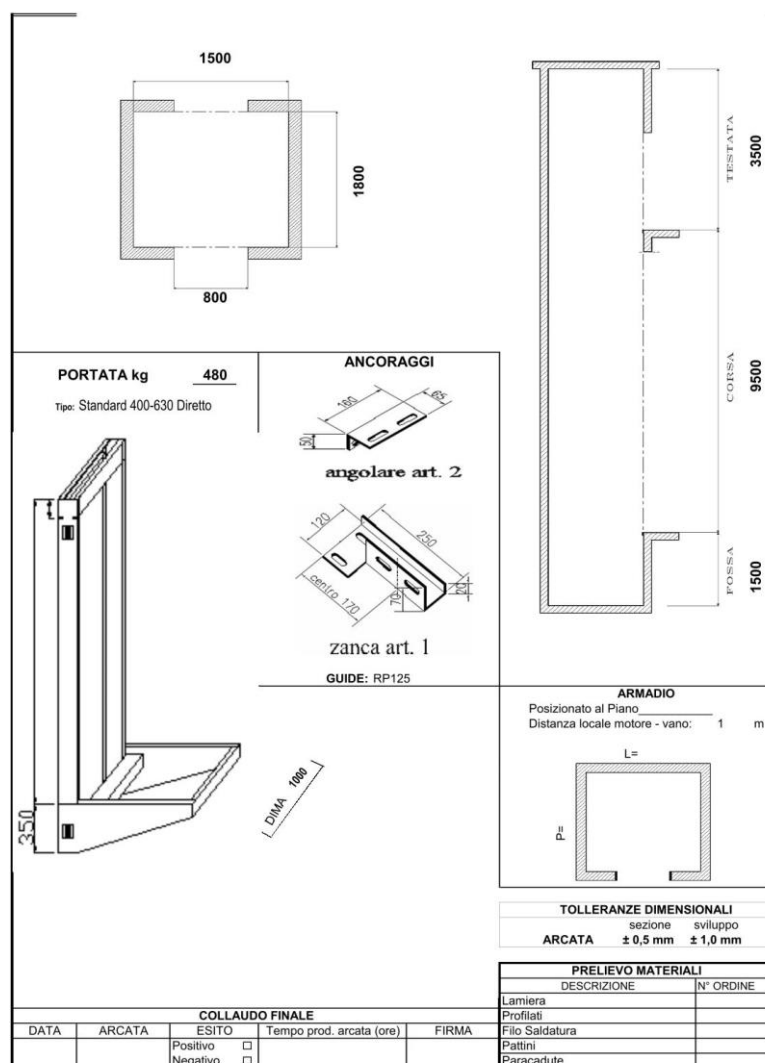 1500
1800
800
TESTATA
3500
CORSA
9500
FOSSA
1500
PORTATA kg 480
Tipo: Standard 400-630 Diretto
350
ANCORAGGI
160
65
50
angolare art. 2
120
250
centro 170
70
20
zanca art. 1
GUIDE: RP125
DIMA 1000
ARMADIO
Posizionato al Piano__________
Distanza locale motore - vano: 1 m
L=
P=
TOLLERANZE DIMENSIONALI
sezione sviluppo
ARCATA ± 0,5 mm ± 1,0 mm
PRELIEVO MATERIALI
DESCRIZIONE N° ORDINE
Lamiera
Profilati
Filo Saldatura
Pattini
Paracadute
COLLAUDO FINALE
DATA ARCATA ESITO Tempo prod. arcata (ore) FIRMA
Positivo □
Negativo □